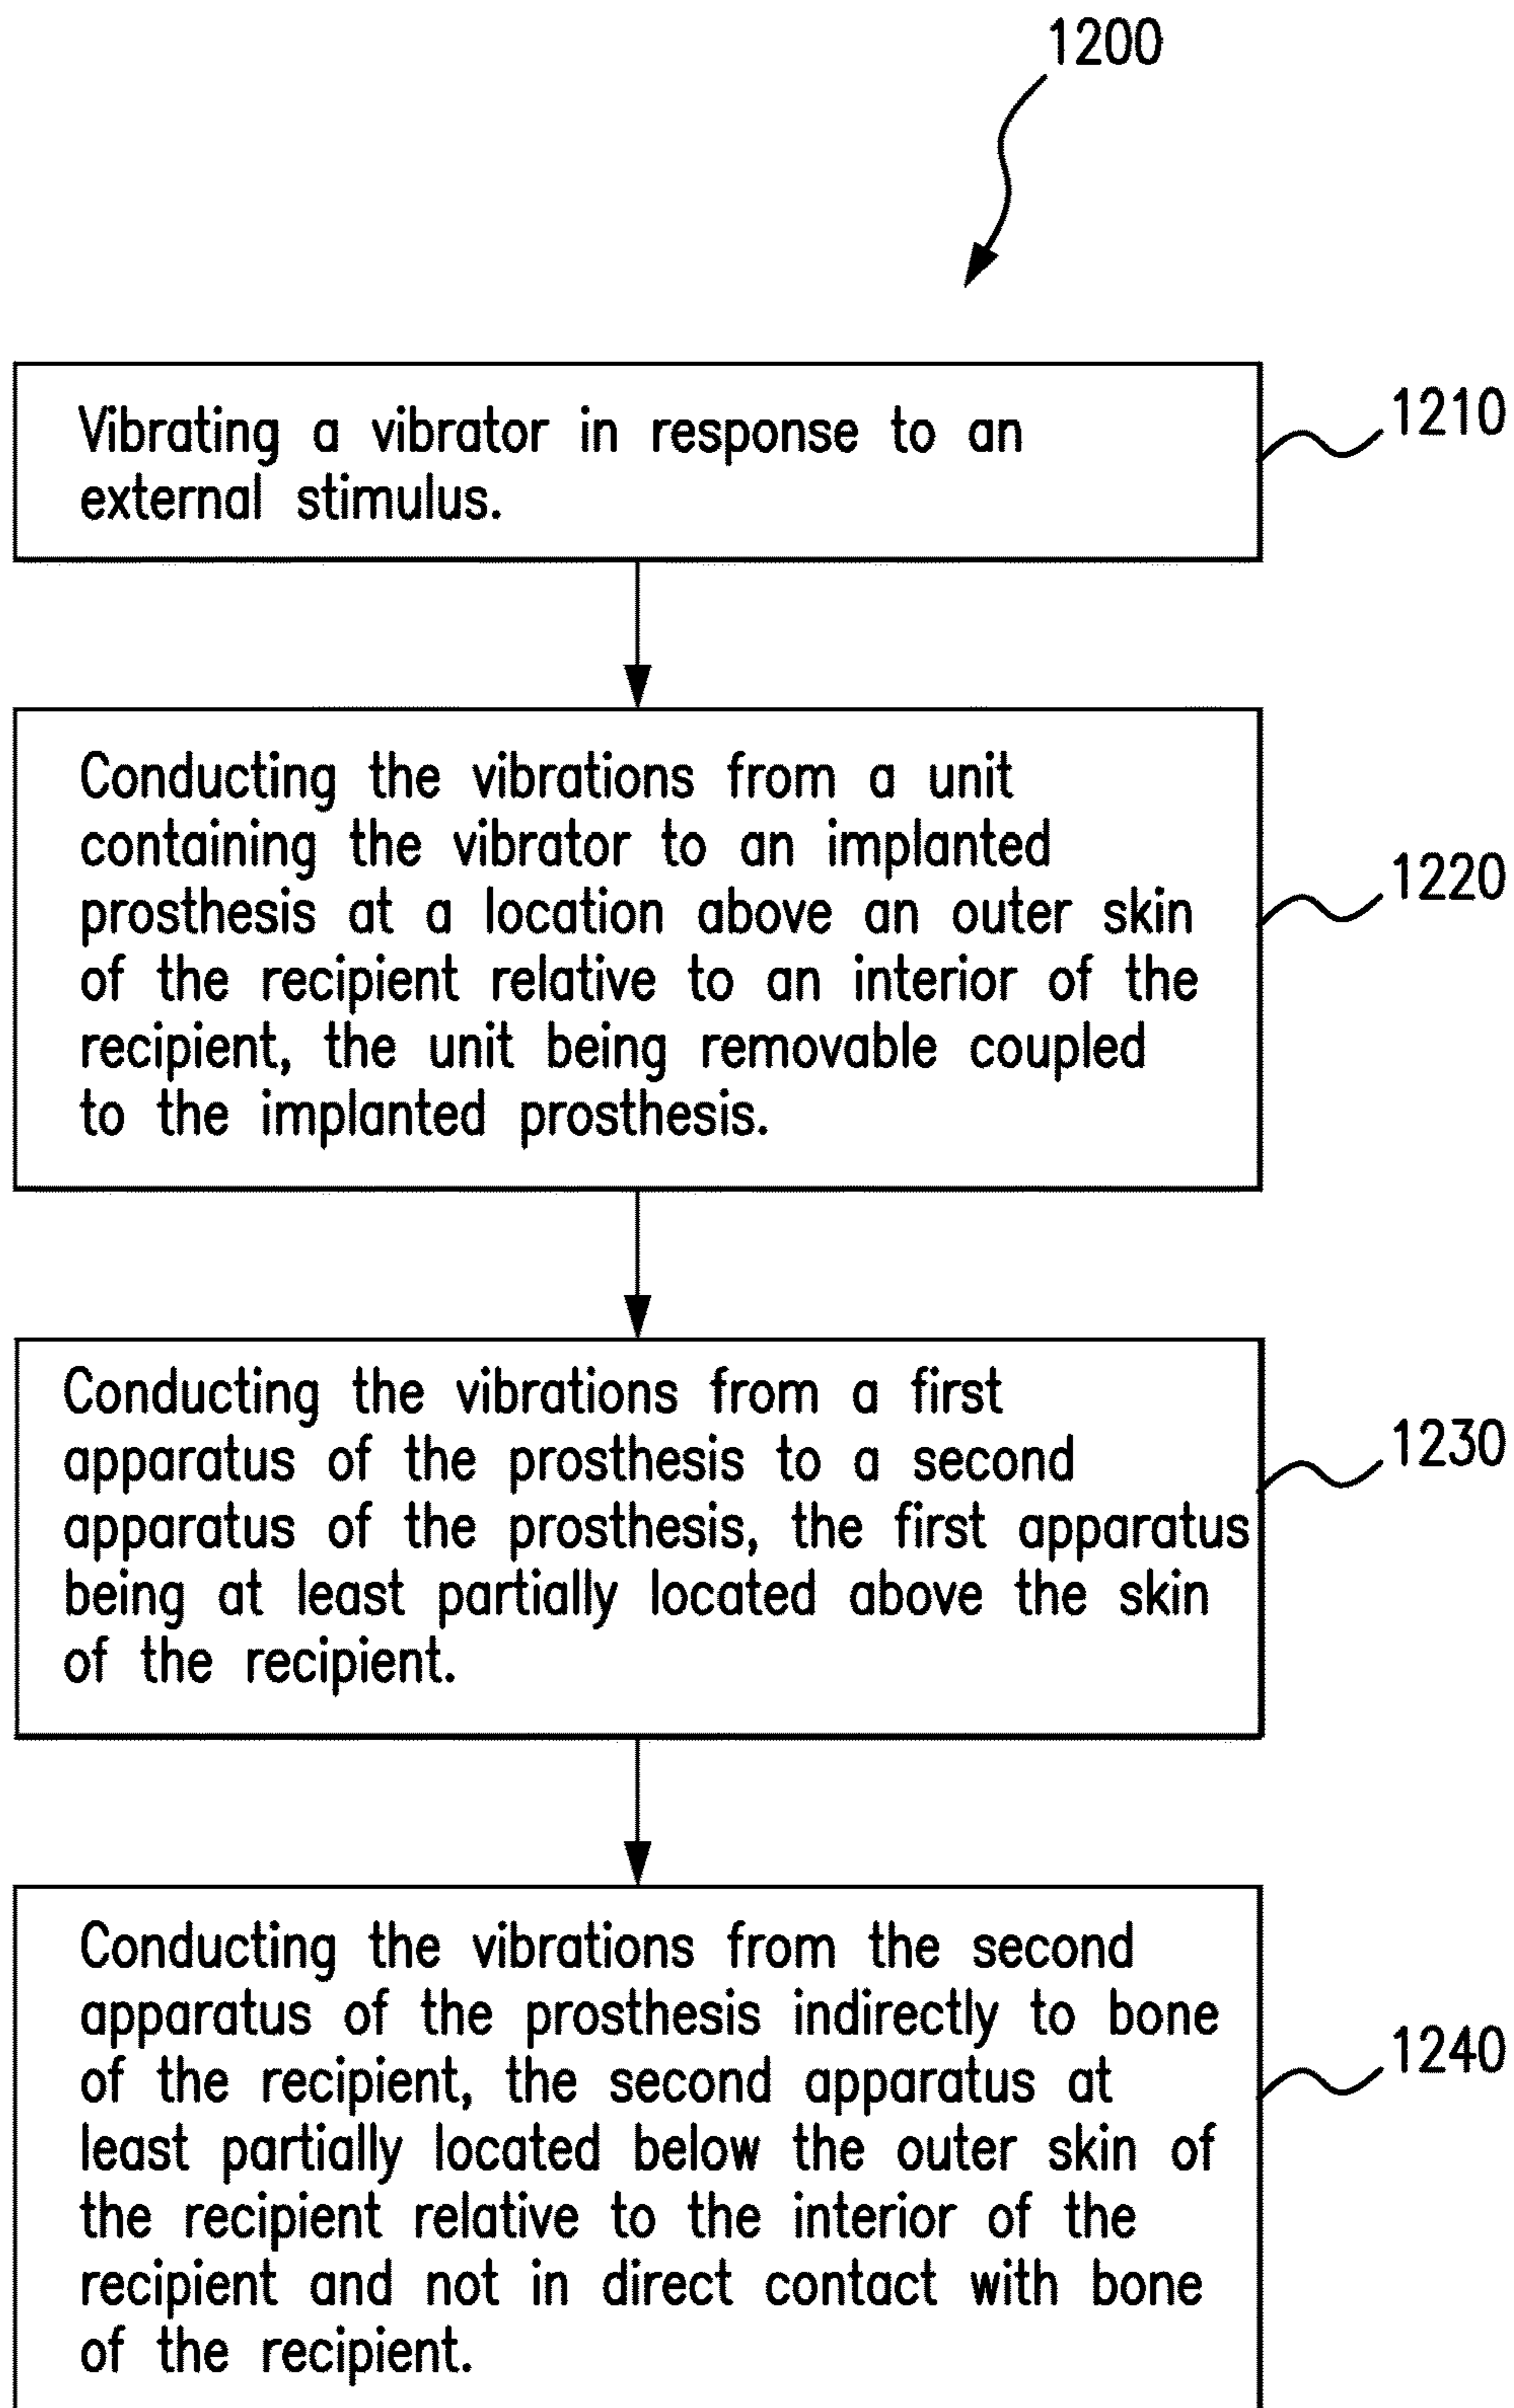 1200
Vibrating a vibrator in response to an
external stimulus.
1210
Conducting the vibrations from a unit
containing the vibrator to an implanted
prosthesis at a location above an outer skin
of the recipient relative to an interior of the
recipient, the unit being removable coupled
to the implanted prosthesis.
1220
Conducting the vibrations from a first
apparatus of the prosthesis to a second
apparatus of the prosthesis, the first apparatus
being at least partially located above the skin
of the recipient.
1230
Conducting the vibrations from the second
apparatus of the prosthesis indirectly to bone
of the recipient, the second apparatus at
least partially located below the outer skin of
the recipient relative to the interior of the
recipient and not in direct contact with bone
of the recipient.
1240